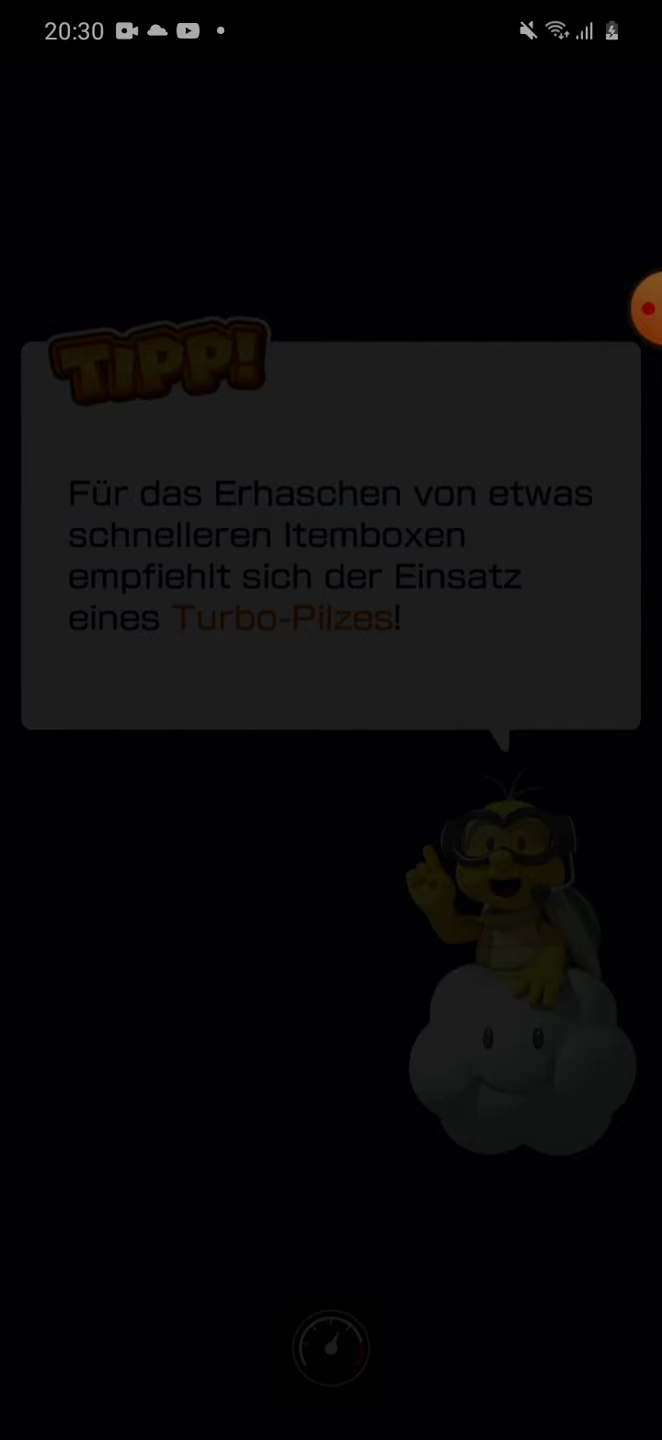 20:30
TIPP!
Für das Erhaschen von etwas
schnelleren Itemboxen
empfiehlt sich der Einsatz
eines Turbo-Pilzes!